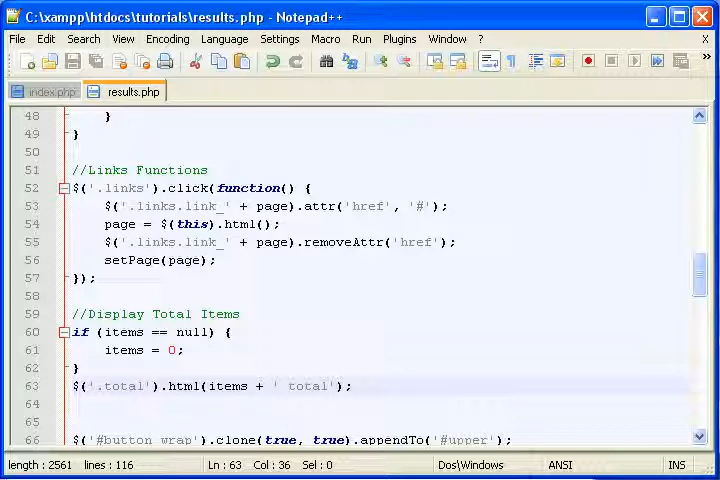 C:\xampp\htdocs\tutorials\results.php - Notepad++
File Edit Search View Encoding Language Settings Macro Run Plugins Window ? X
index.php results.php
48 }
49 }
50
51 //Links Functions
52 $('.links').click(function() {
53 $('.links.link_' + page).attr('href', '#');
54 page = $(this).html();
55 $('.links.link_' + page).removeAttr('href');
56 setPage(page);
57 });
58
59 //Display Total Items
60 if (items == null) {
61 items = 0;
62 }
63 $('.total').html(items + ' total');
64
65
66 $('#button_wrap').clone(true, true).appendTo('#upper');
length : 2561 lines : 116 Ln : 63 Col : 36 Sel : 0 Dos\Windows ANSI INS